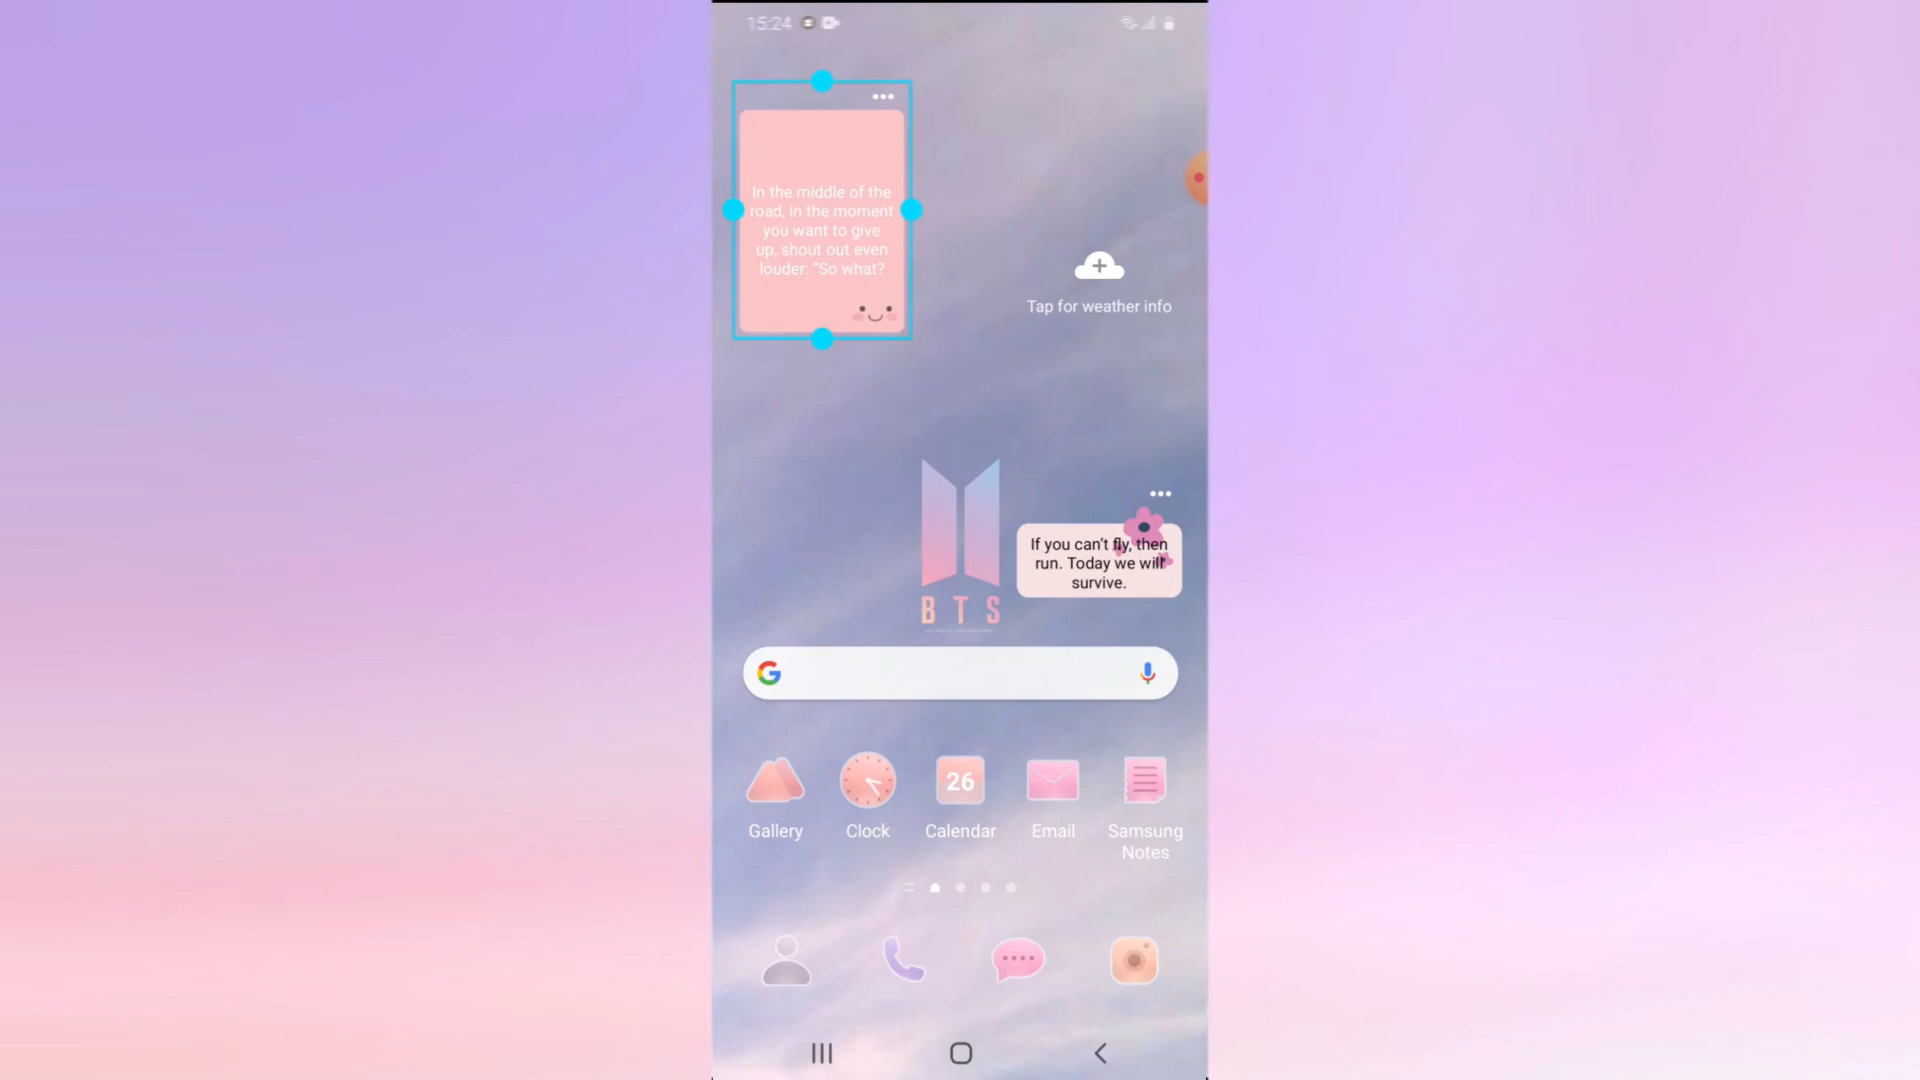 15:24
In the middle of the
road, in the moment
you want to give
up, shout out even
louder: “So what?
Tap for weather info
If you can't fly, then
run. Today we will
survive.
BTS
26
Gallery
Clock
Calendar
Email
Samsung
Notes